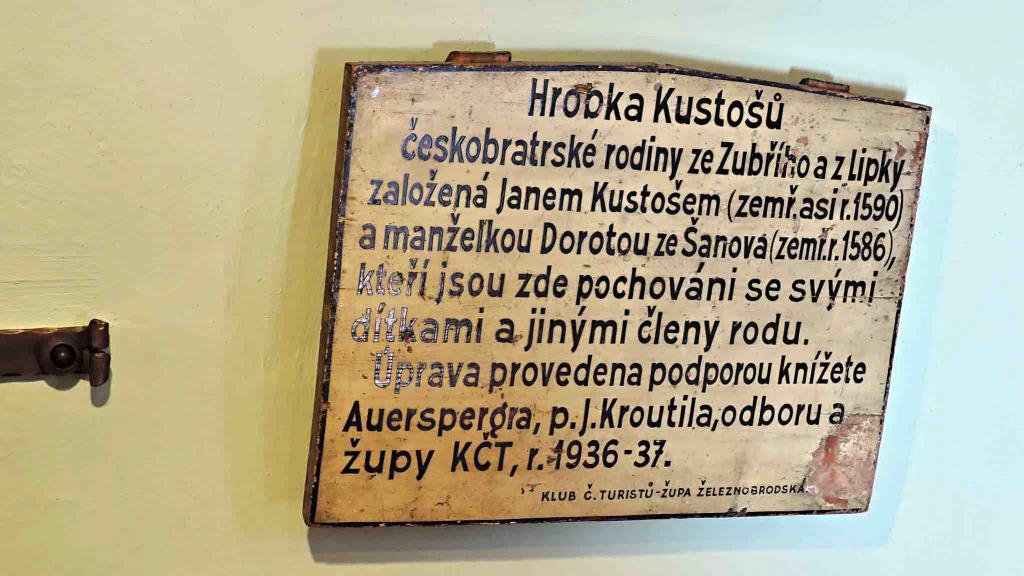 Hrobka Kustošů
českobratrské rodiny ze Zubřího a z Lipky
založená Janem Kustošem (zemř. asi r. 1590)
a manželkou Dorotou ze Šanova (zemř. r. 1586),
kteří jsou zde pochováni se svými
dítkami a jinými členy rodu.
Úprava provedena podporou knížete
Auersperga, p. J. Kroutila, odboru a
župy KČT, r. 1936-37.
KLUB Č. TURISTŮ-ŽUPA ŽELEZNOBRODSKÁ.